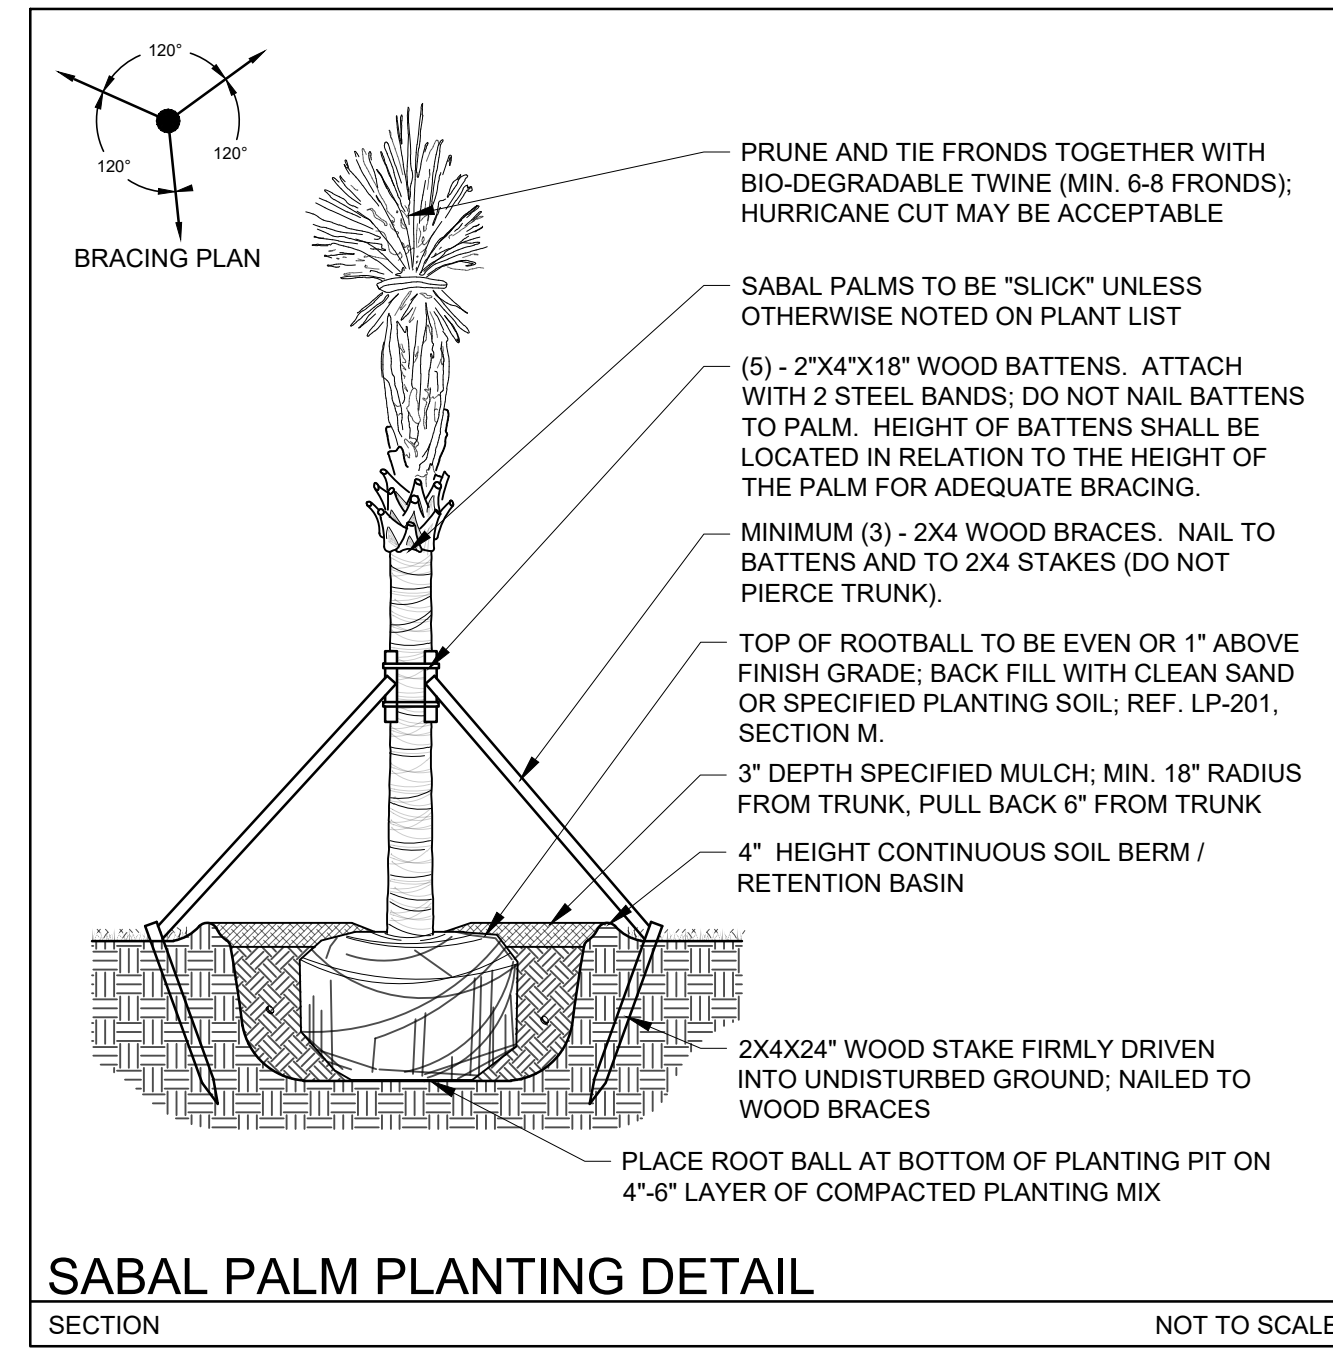 120°
120°
120°
BRACING PLAN
PRUNE AND TIE FRONDS TOGETHER WITH
BIO-DEGRADABLE TWINE (MIN. 6-8 FRONDS);
HURRICANE CUT MAY BE ACCEPTABLE
SABAL PALMS TO BE "SLICK" UNLESS
OTHERWISE NOTED ON PLANT LIST
(5) - 2"X4"X18" WOOD BATTENS. ATTACH
WITH 2 STEEL BANDS; DO NOT NAIL BATTENS
TO PALM. HEIGHT OF BATTENS SHALL BE
LOCATED IN RELATION TO THE HEIGHT OF
THE PALM FOR ADEQUATE BRACING.
MINIMUM (3) - 2X4 WOOD BRACES. NAIL TO
BATTENS AND TO 2X4 STAKES (DO NOT
PIERCE TRUNK).
TOP OF ROOTBALL TO BE EVEN OR 1" ABOVE
FINISH GRADE; BACK FILL WITH CLEAN SAND
OR SPECIFIED PLANTING SOIL; REF. LP-201,
SECTION M.
3" DEPTH SPECIFIED MULCH; MIN. 18" RADIUS
FROM TRUNK, PULL BACK 6" FROM TRUNK
4" HEIGHT CONTINUOUS SOIL BERM /
RETENTION BASIN
2X4X24" WOOD STAKE FIRMLY DRIVEN
INTO UNDISTURBED GROUND; NAILED TO
WOOD BRACES
PLACE ROOT BALL AT BOTTOM OF PLANTING PIT ON
4"-6" LAYER OF COMPACTED PLANTING MIX
SABAL PALM PLANTING DETAIL
SECTION
NOT TO SCALE